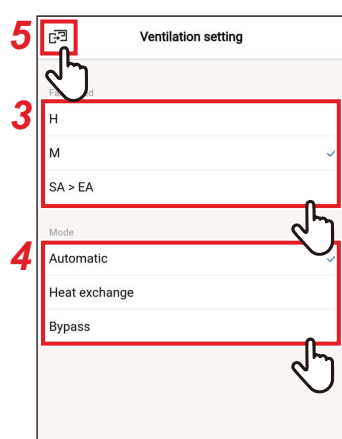 5
Ventilation setting
3
H
M
SA > EA
Mode
4
Automatic
Heat exchange
Bypass